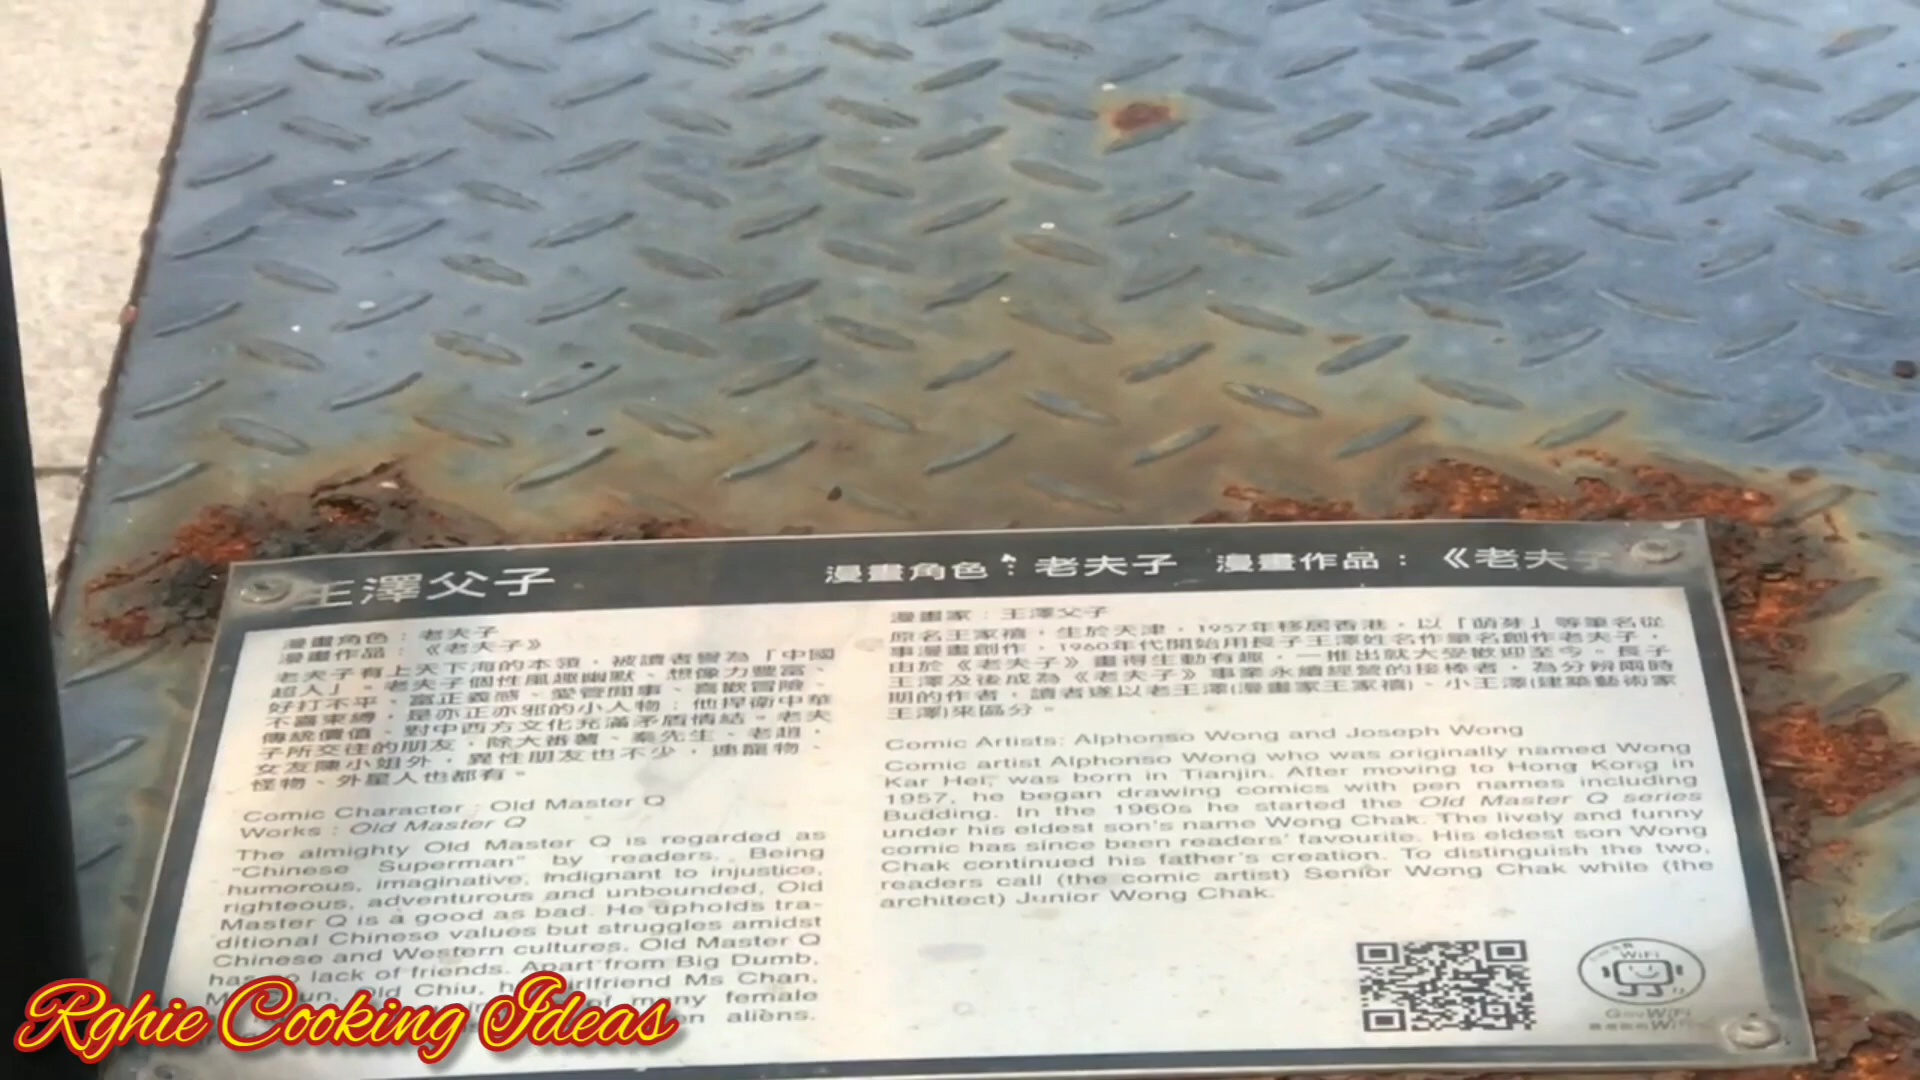 王澤父子 漫畫角色：老夫子 漫畫作品：《老夫子
漫畫角色：老夫子
漫畫作品：《老夫子》
老夫子有上天下海的本領，被讀者譽為「中國
超人」。老夫子個性風趣幽默、想像力豐富、
好打不平、富正義感、愛管閒事、喜歡冒險、
不喜束縛，是亦正亦邪的小人物；他捍衛中華
傳統價值、對中西方文化充滿矛盾情結。老夫
子所交往的朋友，除大番薯、秦先生、老趙，
女友陳小姐外，異性朋友也不少，連寵物、
怪物、外星人也都有。
Comic Character : Old Master Q
Works : Old Master Q
The almighty Old Master Q is regarded as
"Chinese Superman" by readers. Being
humorous, imaginative, indignant to injustice,
righteous, adventurous and unbounded, Old
Master Q is a good as bad. He upholds tra-
ditional Chinese values but struggles amidst
Chinese and Western cultures. Old Master Q
has no lack of friends. Apart from Big Dumb,
Old Chiu, girlfriend Ms Chan,
of many female
aliens.
漫畫家：王澤父子
原名王家禧，生於天津，1957年移居香港，以「萌芽」等筆名從
事漫畫創作，1960年代開始用長子王澤姓名作筆名創作老夫子，
由於《老夫子》畫得生動有趣，一推出就大受歡迎至今。長子
王澤及後成為《老夫子》事業永續經營的接棒者，為分辨兩時
期的作者，讀者遂以老王澤(漫畫家王家禧)、小王澤(建築藝術家
王澤)來區分。
Comic Artists: Alphonso Wong and Joseph Wong
Comic artist Alphonso Wong who was originally named Wong
Kar Hei, was born in Tianjin. After moving to Hong Kong in
1957, he began drawing comics with pen names including
Budding. In the 1960s he started the Old Master Q series
under his eldest son's name Wong Chak. The lively and funny
comic has since been readers' favourite. His eldest son Wong
Chak continued his father's creation. To distinguish the two,
readers call (the comic artist) Senior Wong Chak while (the
architect) Junior Wong Chak.
WiFi
GovWiFi
Rghie Cooking Ideas